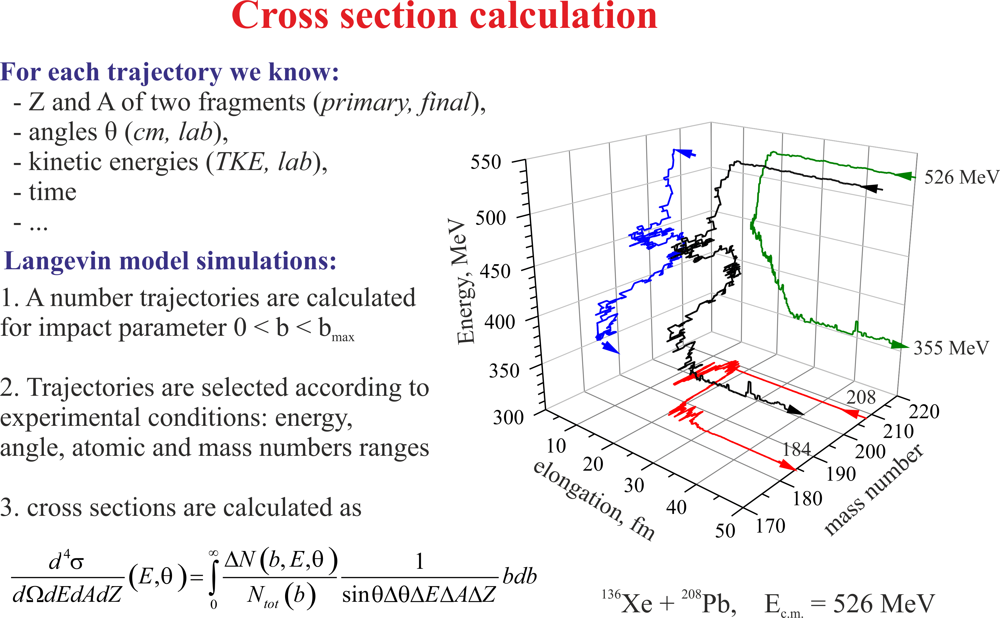 Cross section calculation
For each trajectory we know:
- Z and A of two fragments (primary, final),
- angles θ (cm, lab),
- kinetic energies (TKE, lab),
- time
- ...
Langevin model simulations:
1. A number trajectories are calculated
for impact parameter 0 < b < b_max
2. Trajectories are selected according to
experimental conditions: energy,
angle, atomic and mass numbers ranges
3. cross sections are calculated as
d⁴σ / dΩdEdAdZ (E,θ) = ∫₀^∞ ΔN(b,E,θ) / N_tot(b) 1 / sinθΔθΔEΔAΔZ bdb
Energy, MeV
550
500
450
400
350
300
526 MeV
355 MeV
10
20
30
40
50
elongation, fm
208
184
220
210
200
190
180
170
mass number
¹³⁶Xe + ²⁰⁸Pb, E_c.m. = 526 MeV